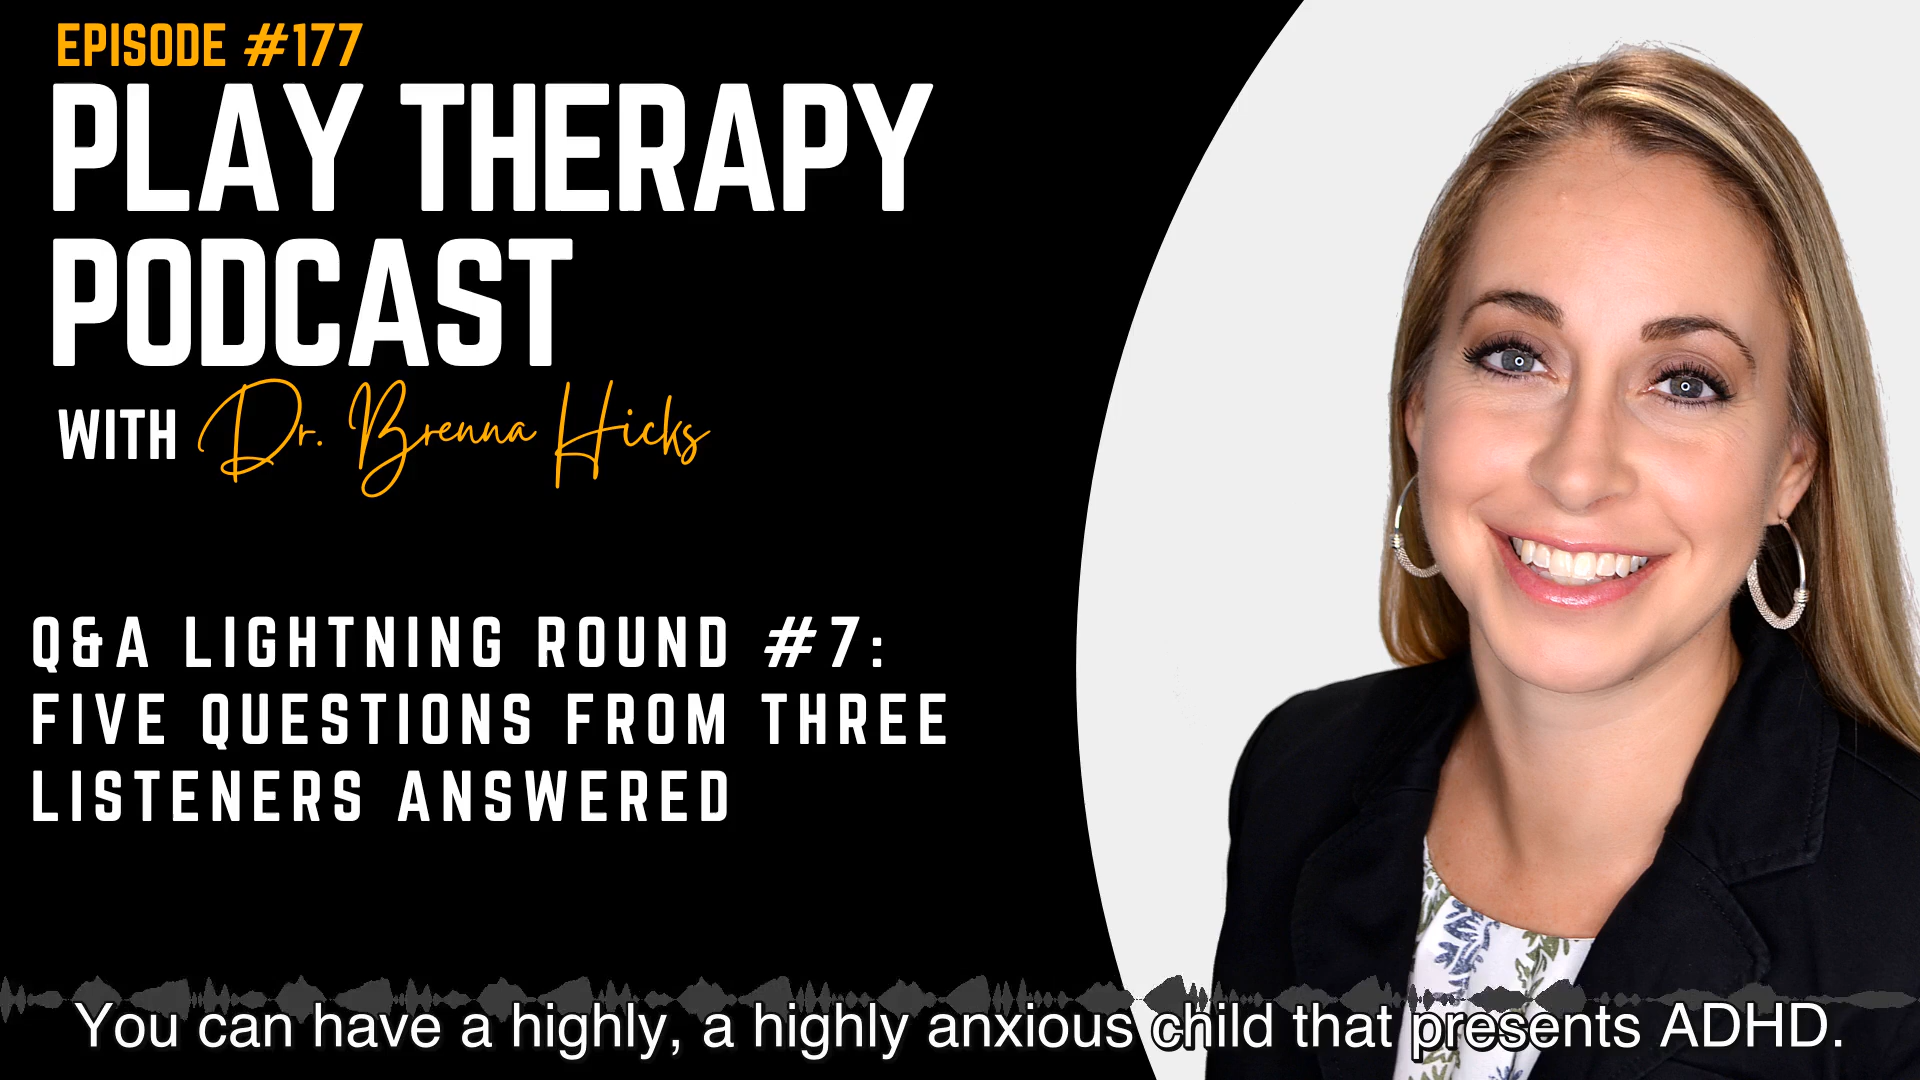 EPISODE #177
PLAY THERAPY
PODCAST
WITH Dr. Brenna Hicks
Q&A LIGHTNING ROUND #7:
FIVE QUESTIONS FROM THREE
LISTENERS ANSWERED
You can have a highly, a highly anxious child that presents ADHD.